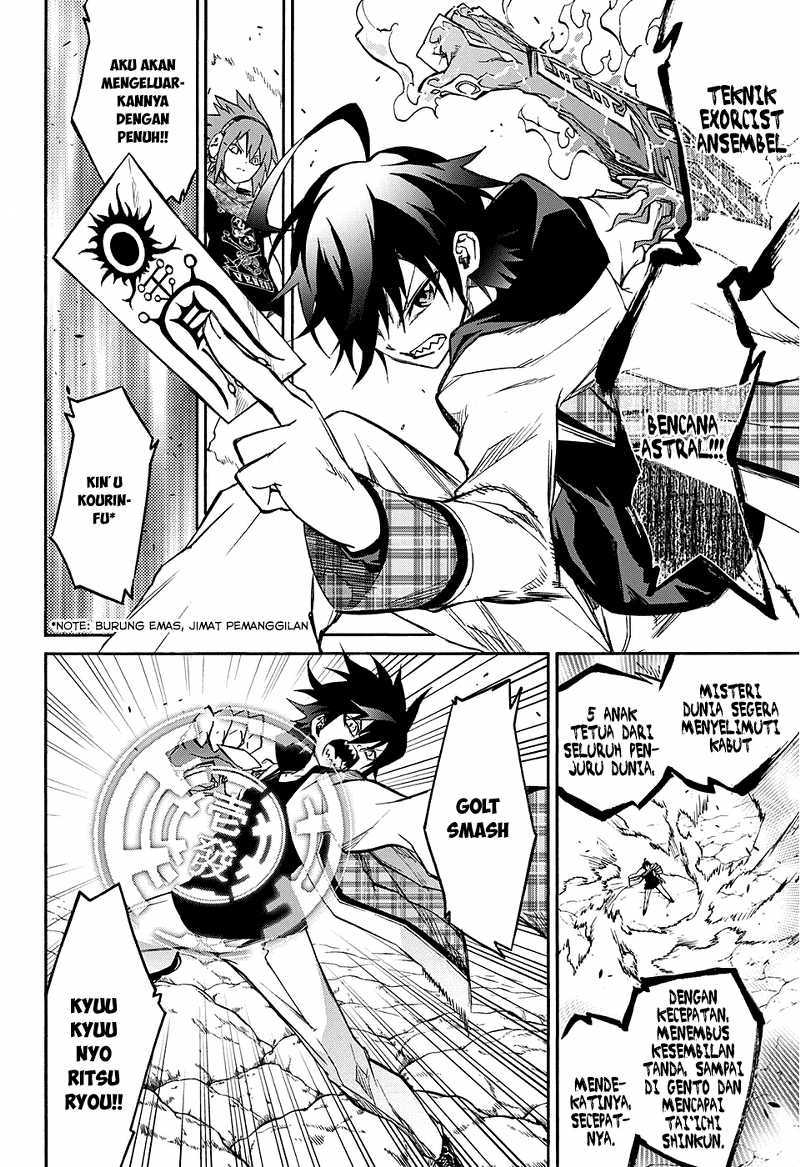 TEKNIK
EXORCIST
ANSEMBEL
BENCANA
ASTRAL!!!
AKU AKAN
MENGELUAR-
KANNYA
DENGAN
PENUH!!
KIN'U
KOURIN-
FU*
*NOTE: BURUNG EMAS, JIMAT PEMANGGILAN
MISTERI
DUNIA SEGERA
MENYELIMUTI
KABUT
5 ANAK
TETUA DARI
SELURUH PEN-
JURU DUNIA.
DENGAN
KECEPATAN,
MENEMBUS
KESEMBILAN
TANDA, SAMPAI
DI GENTO DAN
MENCAPAI
TAI'ICHI
SHINKUN.
MENDE-
KATINYA,
SECEPAT-
NYA.
GOLT
SMASH
壱
發
KYUU
KYUU
NYO
RITSU
RYOU!!